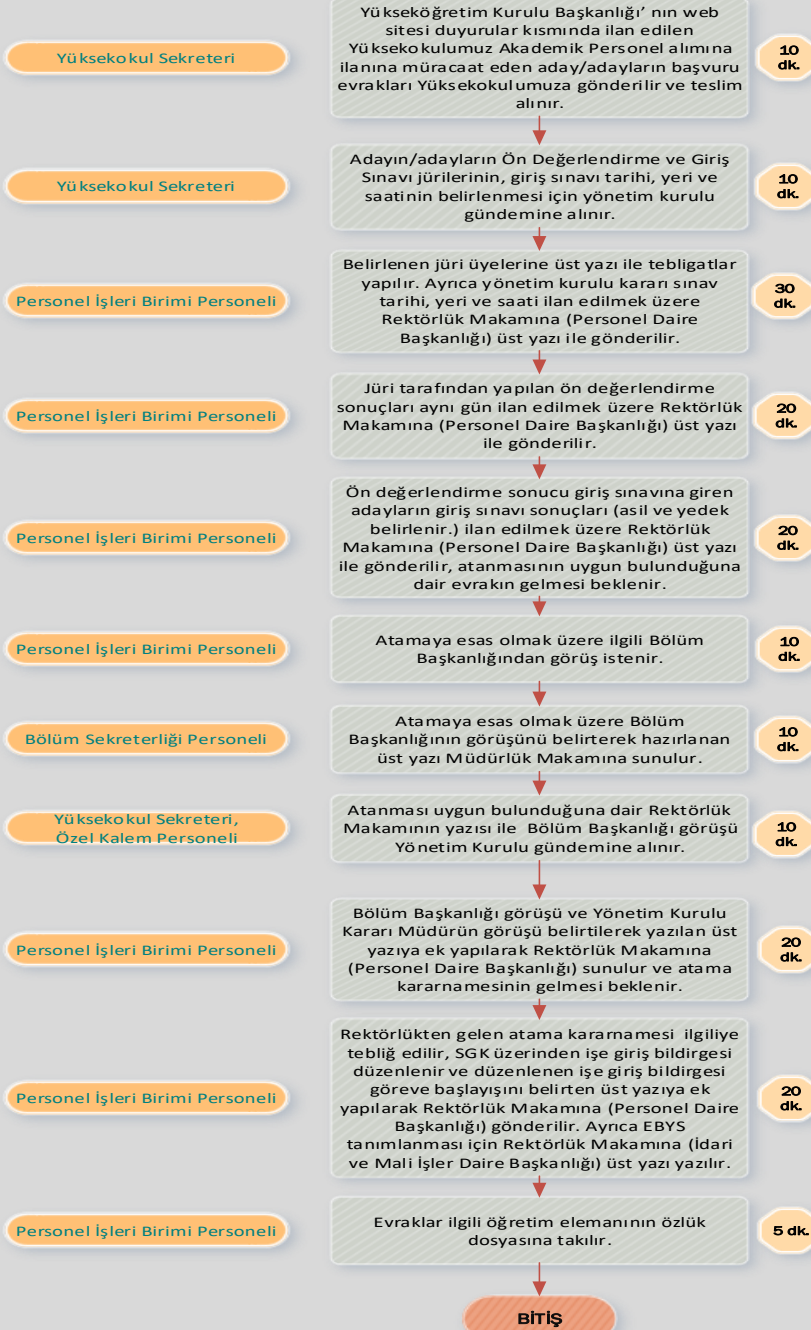 Yüksekokul Sekreteri
Yükseköğretim Kurulu Başkanlığı’ nın web
sitesi duyurular kısmında ilan edilen
Yüksekokulumuz Akademik Personel alımına
ilanına müracaat eden aday/adayların başvuru
evrakları Yüksekokulumuza gönderilir ve teslim
alınır.
10
dk.
Yüksekokul Sekreteri
Adayın/adayların Ön Değerlendirme ve Giriş
Sınavı jürilerinin, giriş sınavı tarihi, yeri ve
saatinin belirlenmesi için yönetim kurulu
gündemine alınır.
10
dk.
Personel İşleri Birimi Personeli
Belirlenen jüri üyelerine üst yazı ile tebligatlar
yapılır. Ayrıca yönetim kurulu kararı sınav
tarihi, yeri ve saati ilan edilmek üzere
Rektörlük Makamına (Personel Daire
Başkanlığı) üst yazı ile gönderilir.
30
dk.
Personel İşleri Birimi Personeli
Jüri tarafından yapılan ön değerlendirme
sonuçları aynı gün ilan edilmek üzere Rektörlük
Makamına (Personel Daire Başkanlığı) üst yazı
ile gönderilir.
20
dk.
Personel İşleri Birimi Personeli
Ön değerlendirme sonucu giriş sınavına giren
adayların giriş sınavı sonuçları (asil ve yedek
belirlenir.) ilan edilmek üzere Rektörlük
Makamına (Personel Daire Başkanlığı) üst yazı
ile gönderilir, atanmasının uygun bulunduğuna
dair evrakın gelmesi beklenir.
20
dk.
Personel İşleri Birimi Personeli
Atamaya esas olmak üzere ilgili Bölüm
Başkanlığından görüş istenir.
10
dk.
Bölüm Sekreterliği Personeli
Atamaya esas olmak üzere Bölüm
Başkanlığının görüşünü belirterek hazırlanan
üst yazı Müdürlük Makamına sunulur.
10
dk.
Yüksekokul Sekreteri,
Özel Kalem Personeli
Atanması uygun bulunduğuna dair Rektörlük
Makamının yazısı ile Bölüm Başkanlığı görüşü
Yönetim Kurulu gündemine alınır.
10
dk.
Personel İşleri Birimi Personeli
Bölüm Başkanlığı görüşü ve Yönetim Kurulu
Kararı Müdürün görüşü belirtilerek yazılan üst
yazıya ek yapılarak Rektörlük Makamına
(Personel Daire Başkanlığı) sunulur ve atama
kararnamesinin gelmesi beklenir.
20
dk.
Personel İşleri Birimi Personeli
Rektörlükten gelen atama kararnamesi ilgiliye
tebliğ edilir, SGK üzerinden işe giriş bildirgesi
düzenlenir ve düzenlenen işe giriş bildirgesi
göreve başlayışını belirten üst yazıya ek
yapılarak Rektörlük Makamına (Personel Daire
Başkanlığı) gönderilir. Ayrıca EBYS
tanımlanması için Rektörlük Makamına (İdari
ve Mali İşler Daire Başkanlığı) üst yazı yazılır.
20
dk.
Personel İşleri Birimi Personeli
Evraklar ilgili öğretim elemanının özlük
dosyasına takılır.
5 dk.
BİTİŞ